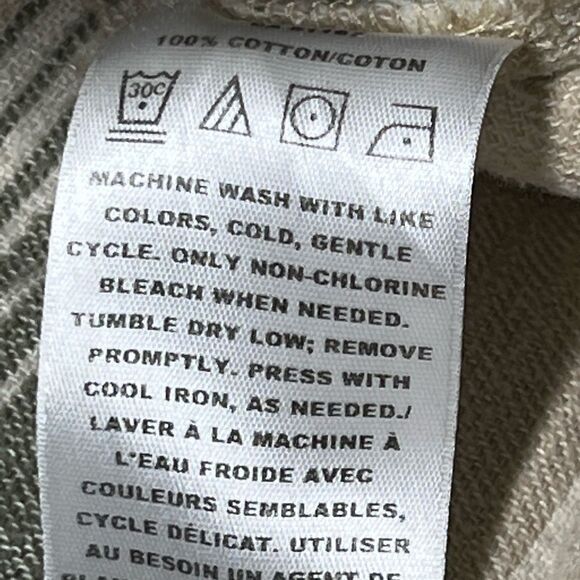 100% COTTON/COTON
30C
MACHINE WASH WITH LIKE
COLORS, COLD, GENTLE
CYCLE. ONLY NON-CHLORINE
BLEACH WHEN NEEDED.
TUMBLE DRY LOW; REMOVE
PROMPTLY. PRESS WITH
COOL IRON, AS NEEDED./
LAVER À LA MACHINE À
L'EAU FROIDE AVEC
COULEURS SEMBLABLES,
CYCLE DÉLICAT. UTILISER
AU BESOIN UN AGENT DE